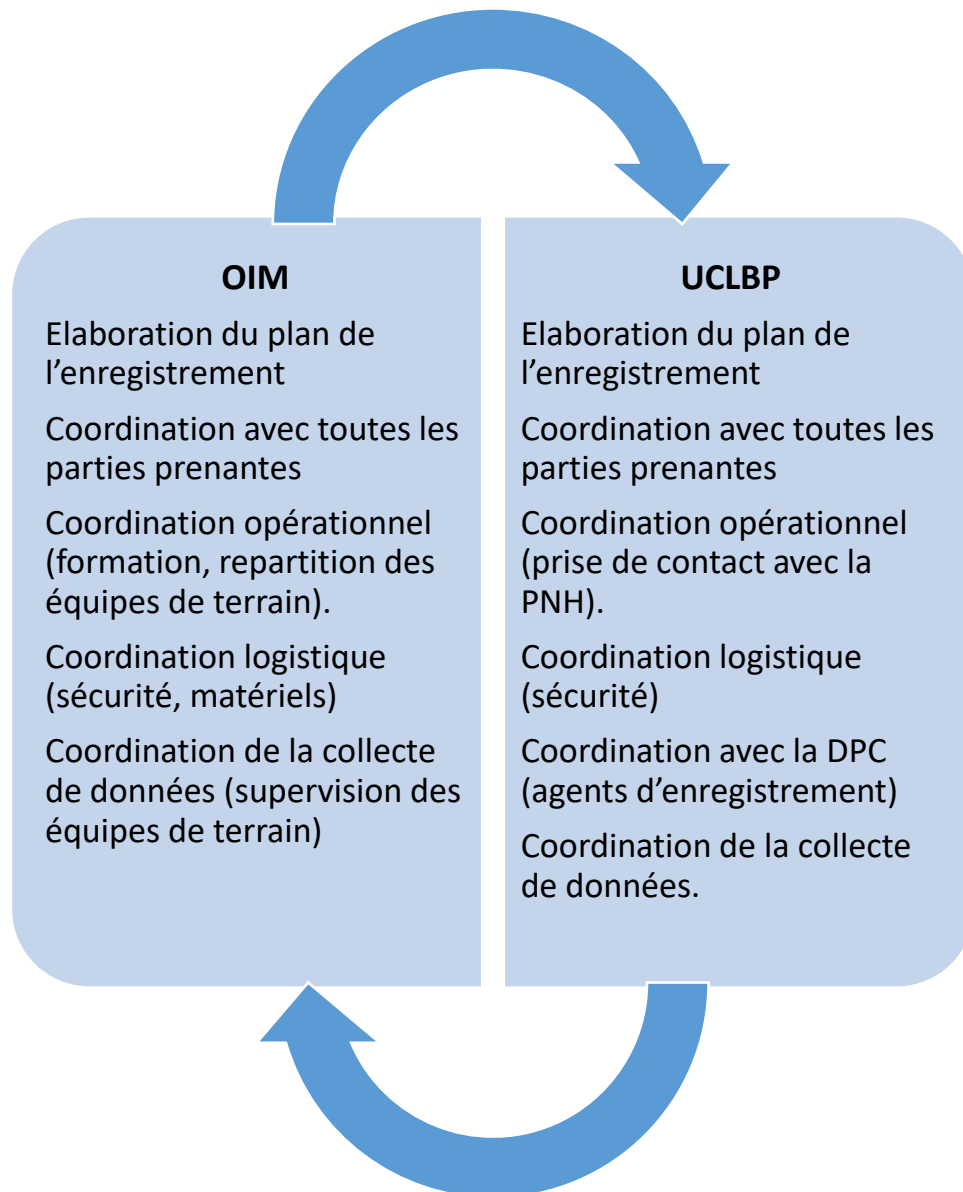 OIM
Elaboration du plan de
l’enregistrement
Coordination avec toutes les
parties prenantes
Coordination opérationnel
(formation, repartition des
équipes de terrain).
Coordination logistique
(sécurité, matériels)
Coordination de la collecte
de données (supervision des
équipes de terrain)
UCLBP
Elaboration du plan de
l’enregistrement
Coordination avec toutes les
parties prenantes
Coordination opérationnel
(prise de contact avec la
PNH).
Coordination logistique
(sécurité)
Coordination avec la DPC
(agents d’enregistrement)
Coordination de la collecte
de données.